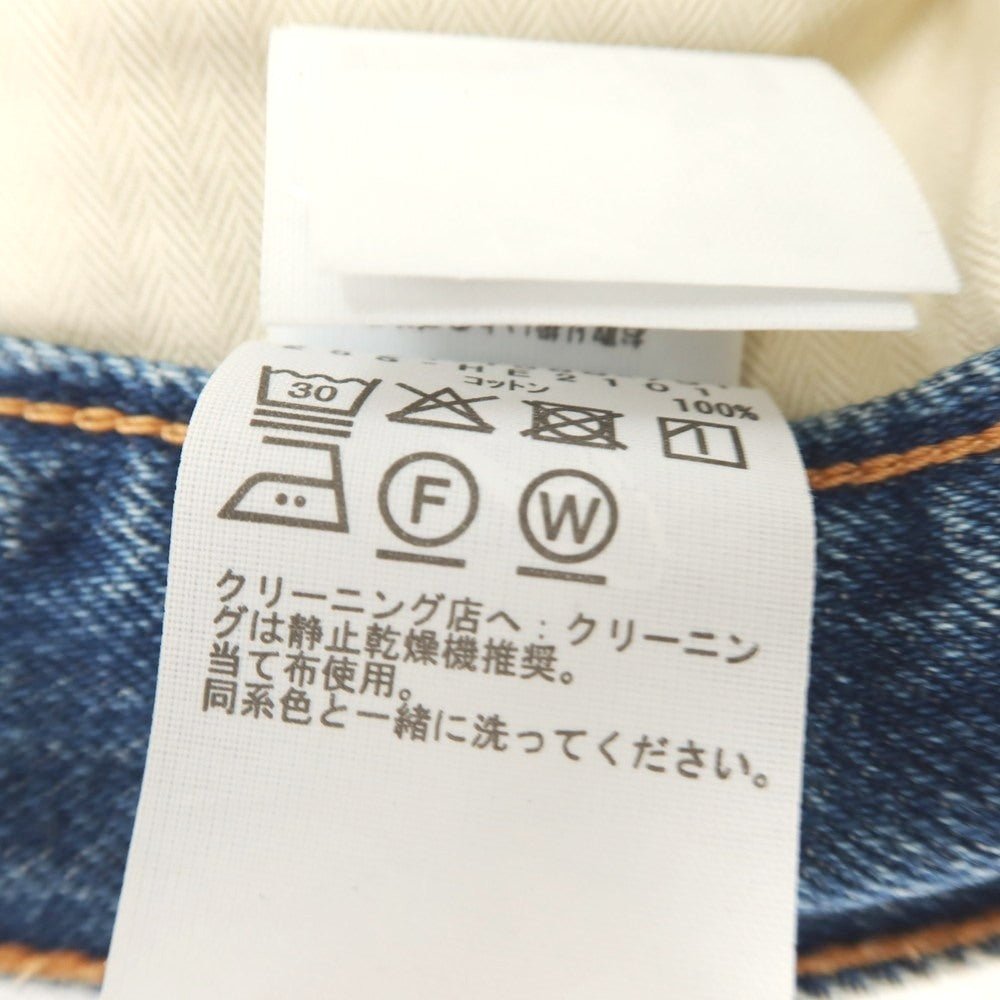 コットン 100%
30
F W
クリーニング店へ：クリーニン
グは静止乾燥機推奨。
当て布使用。
同系色と一緒に洗ってください。